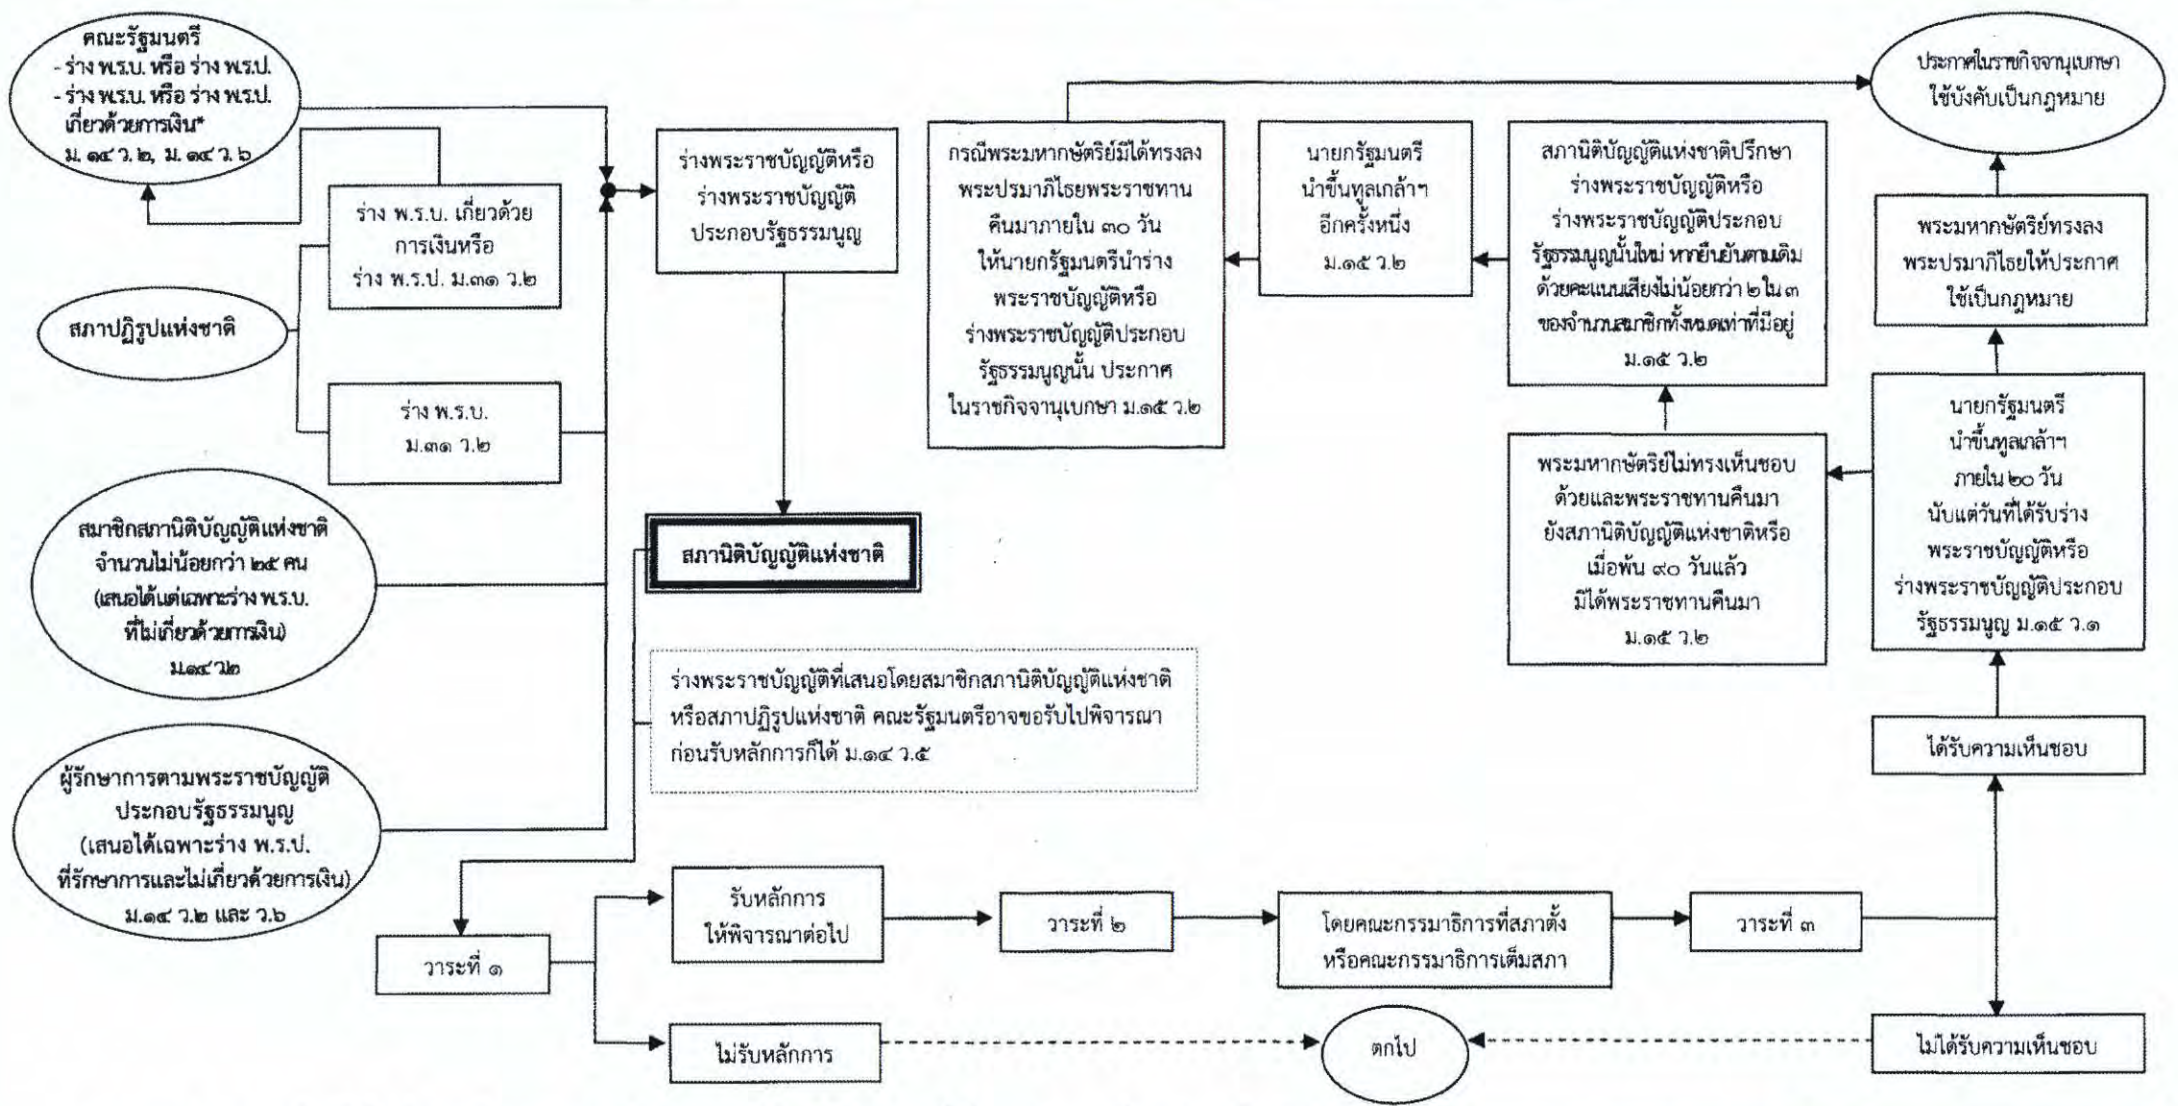 คณะรัฐมนตรี
- ร่าง พ.ร.บ. หรือ ร่าง พ.ร.ป.
- ร่าง พ.ร.บ. หรือ ร่าง พ.ร.ป.
เกี่ยวด้วยการเงิน*
ม. ๑๔ ว. ๒, ม. ๑๔ ว. ๖
ร่าง พ.ร.บ. เกี่ยวด้วย
การเงินหรือ
ร่าง พ.ร.ป. ม.๓๑ ว.๒
สภาปฏิรูปแห่งชาติ
ร่าง พ.ร.บ.
ม.๓๑ ว.๒
สมาชิกสภานิติบัญญัติแห่งชาติ
จำนวนไม่น้อยกว่า ๒๕ คน
(เสนอได้แต่เฉพาะร่าง พ.ร.บ.
ที่ไม่เกี่ยวด้วยการเงิน)
ม.๑๔ ว.๒
ผู้รักษาการตามพระราชบัญญัติ
ประกอบรัฐธรรมนูญ
(เสนอได้เฉพาะร่าง พ.ร.ป.
ที่รักษาการและไม่เกี่ยวด้วยการเงิน)
ม.๑๔ ว.๒ และ ว.๖
ร่างพระราชบัญญัติหรือ
ร่างพระราชบัญญัติ
ประกอบรัฐธรรมนูญ
สภานิติบัญญัติแห่งชาติ
ร่างพระราชบัญญัติที่เสนอโดยสมาชิกสภานิติบัญญัติแห่งชาติ
หรือสภาปฏิรูปแห่งชาติ คณะรัฐมนตรีอาจขอรับไปพิจารณา
ก่อนรับหลักการก็ได้ ม.๑๔ ว.๕
วาระที่ ๑
รับหลักการ
ให้พิจารณาต่อไป
ไม่รับหลักการ
วาระที่ ๒
โดยคณะกรรมาธิการที่สภาตั้ง
หรือคณะกรรมาธิการเต็มสภา
วาระที่ ๓
ตกไป
ไม่ได้รับความเห็นชอบ
ได้รับความเห็นชอบ
นายกรัฐมนตรี
นำขึ้นทูลเกล้าฯ
ภายใน ๒๐ วัน
นับแต่วันที่ได้รับร่าง
พระราชบัญญัติหรือ
ร่างพระราชบัญญัติประกอบ
รัฐธรรมนูญ ม.๑๕ ว.๑
พระมหากษัตริย์ทรงลง
พระปรมาภิไธยให้ประกาศ
ใช้เป็นกฎหมาย
ประกาศในราชกิจจานุเบกษา
ใช้บังคับเป็นกฎหมาย
พระมหากษัตริย์ไม่ทรงเห็นชอบ
ด้วยและพระราชทานคืนมา
ยังสภานิติบัญญัติแห่งชาติหรือ
เมื่อพ้น ๙๐ วันแล้ว
มิได้พระราชทานคืนมา
ม.๑๕ ว.๒
สภานิติบัญญัติแห่งชาติปรึกษา
ร่างพระราชบัญญัติหรือ
ร่างพระราชบัญญัติประกอบ
รัฐธรรมนูญนั้นใหม่ หากยืนยันตามเดิม
ด้วยคะแนนเสียงไม่น้อยกว่า ๒ ใน ๓
ของจำนวนสมาชิกทั้งหมดเท่าที่มีอยู่
ม.๑๕ ว.๒
นายกรัฐมนตรี
นำขึ้นทูลเกล้าฯ
อีกครั้งหนึ่ง
ม.๑๕ ว.๒
กรณีพระมหากษัตริย์มิได้ทรงลง
พระปรมาภิไธยพระราชทาน
คืนมาภายใน ๓๐ วัน
ให้นายกรัฐมนตรีนำร่าง
พระราชบัญญัติหรือ
ร่างพระราชบัญญัติประกอบ
รัฐธรรมนูญนั้น ประกาศ
ในราชกิจจานุเบกษา ม.๑๕ ว.๒